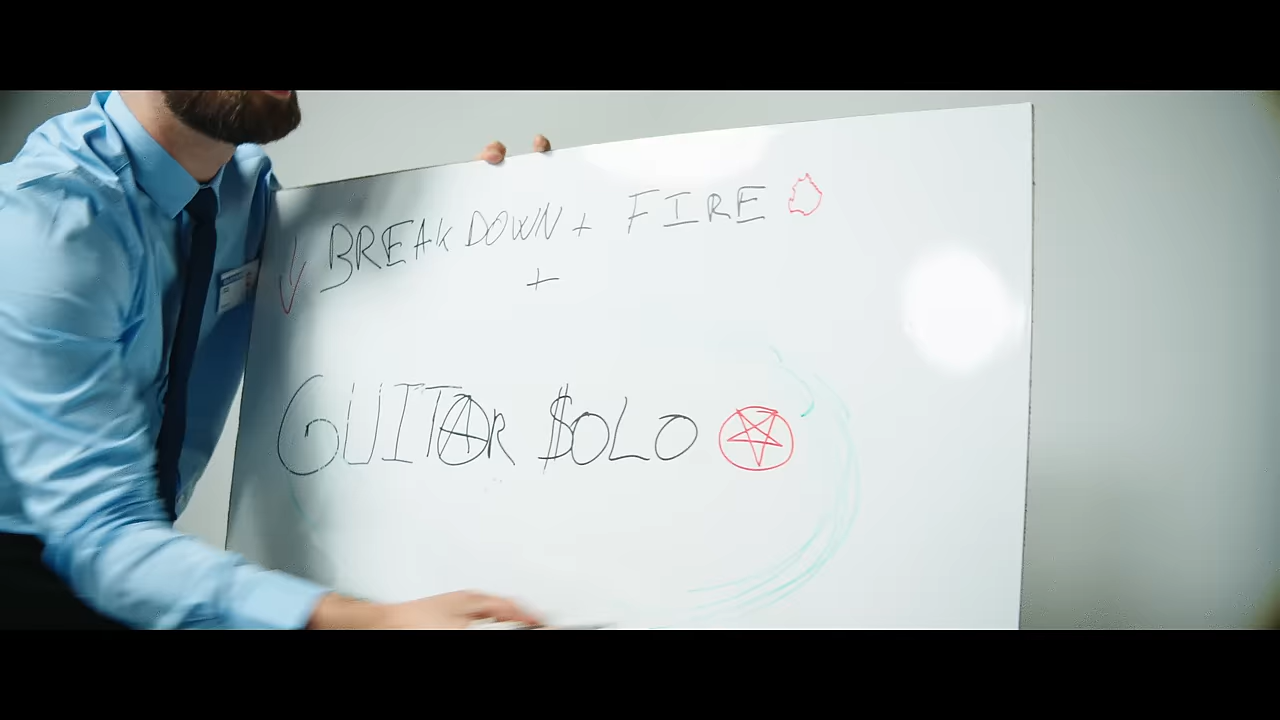 BREAKDOWN + FIRE
+
GUITAR $OLO